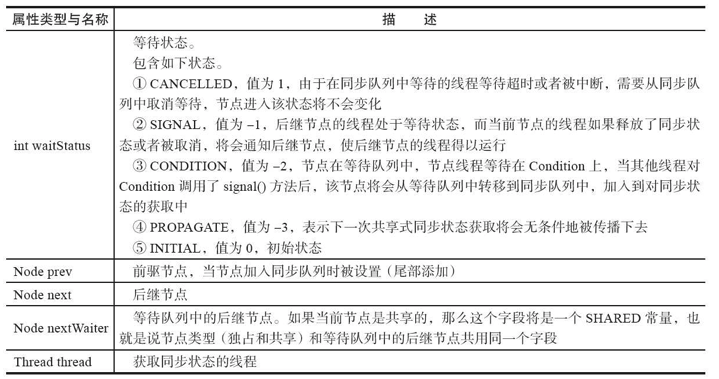 属性类型与名称 描 述
等待状态。
包含如下状态。
① CANCELLED，值为 1，由于在同步队列中等待的线程等待超时或者被中断，需要从同步队
列中取消等待，节点进入该状态将不会变化
② SIGNAL，值为 –1，后继节点的线程处于等待状态，而当前节点的线程如果释放了同步状
态或者被取消，将会通知后继节点，使后继节点的线程得以运行
int waitStatus
③ CONDITION，值为 –2，节点在等待队列中，节点线程等待在 Condition 上，当其他线程对
Condition 调用了 signal() 方法后，该节点将会从等待队列中转移到同步队列中，加入到对同步状
态的获取中
④ PROPAGATE，值为 –3，表示下一次共享式同步状态获取将会无条件地被传播下去
⑤ INITIAL，值为 0，初始状态
Node prev 前驱节点，当节点加入同步队列时被设置（尾部添加）
Node next 后继节点
Node nextWaiter 等待队列中的后继节点。如果当前节点是共享的，那么这个字段将是一个 SHARED 常量，也
就是说节点类型（独占和共享）和等待队列中的后继节点共用同一个字段
Thread thread 获取同步状态的线程